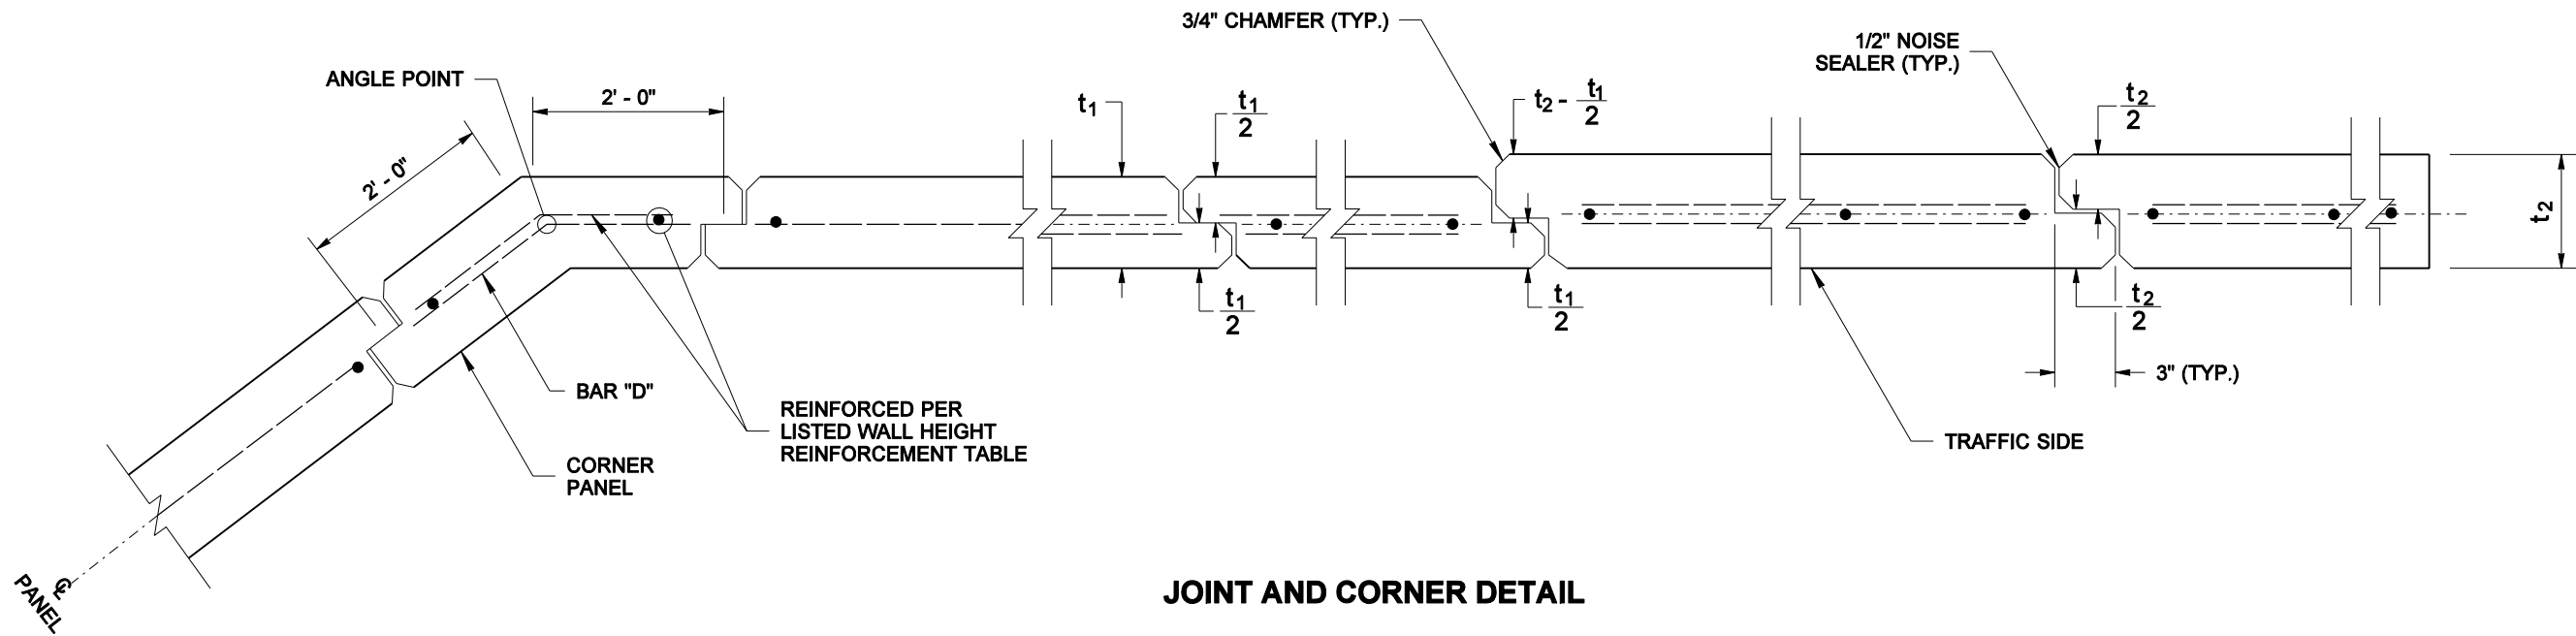 3/4" CHAMFER (TYP.)
1/2" NOISE
SEALER (TYP.)
ANGLE POINT
2' - 0"
2' - 0"
t1
t1/2
t2 - t1/2
t2/2
t2
t1/2
t1/2
t2/2
3" (TYP.)
BAR "D"
REINFORCED PER
LISTED WALL HEIGHT
REINFORCEMENT TABLE
TRAFFIC SIDE
CORNER
PANEL
℄
PANEL
JOINT AND CORNER DETAIL